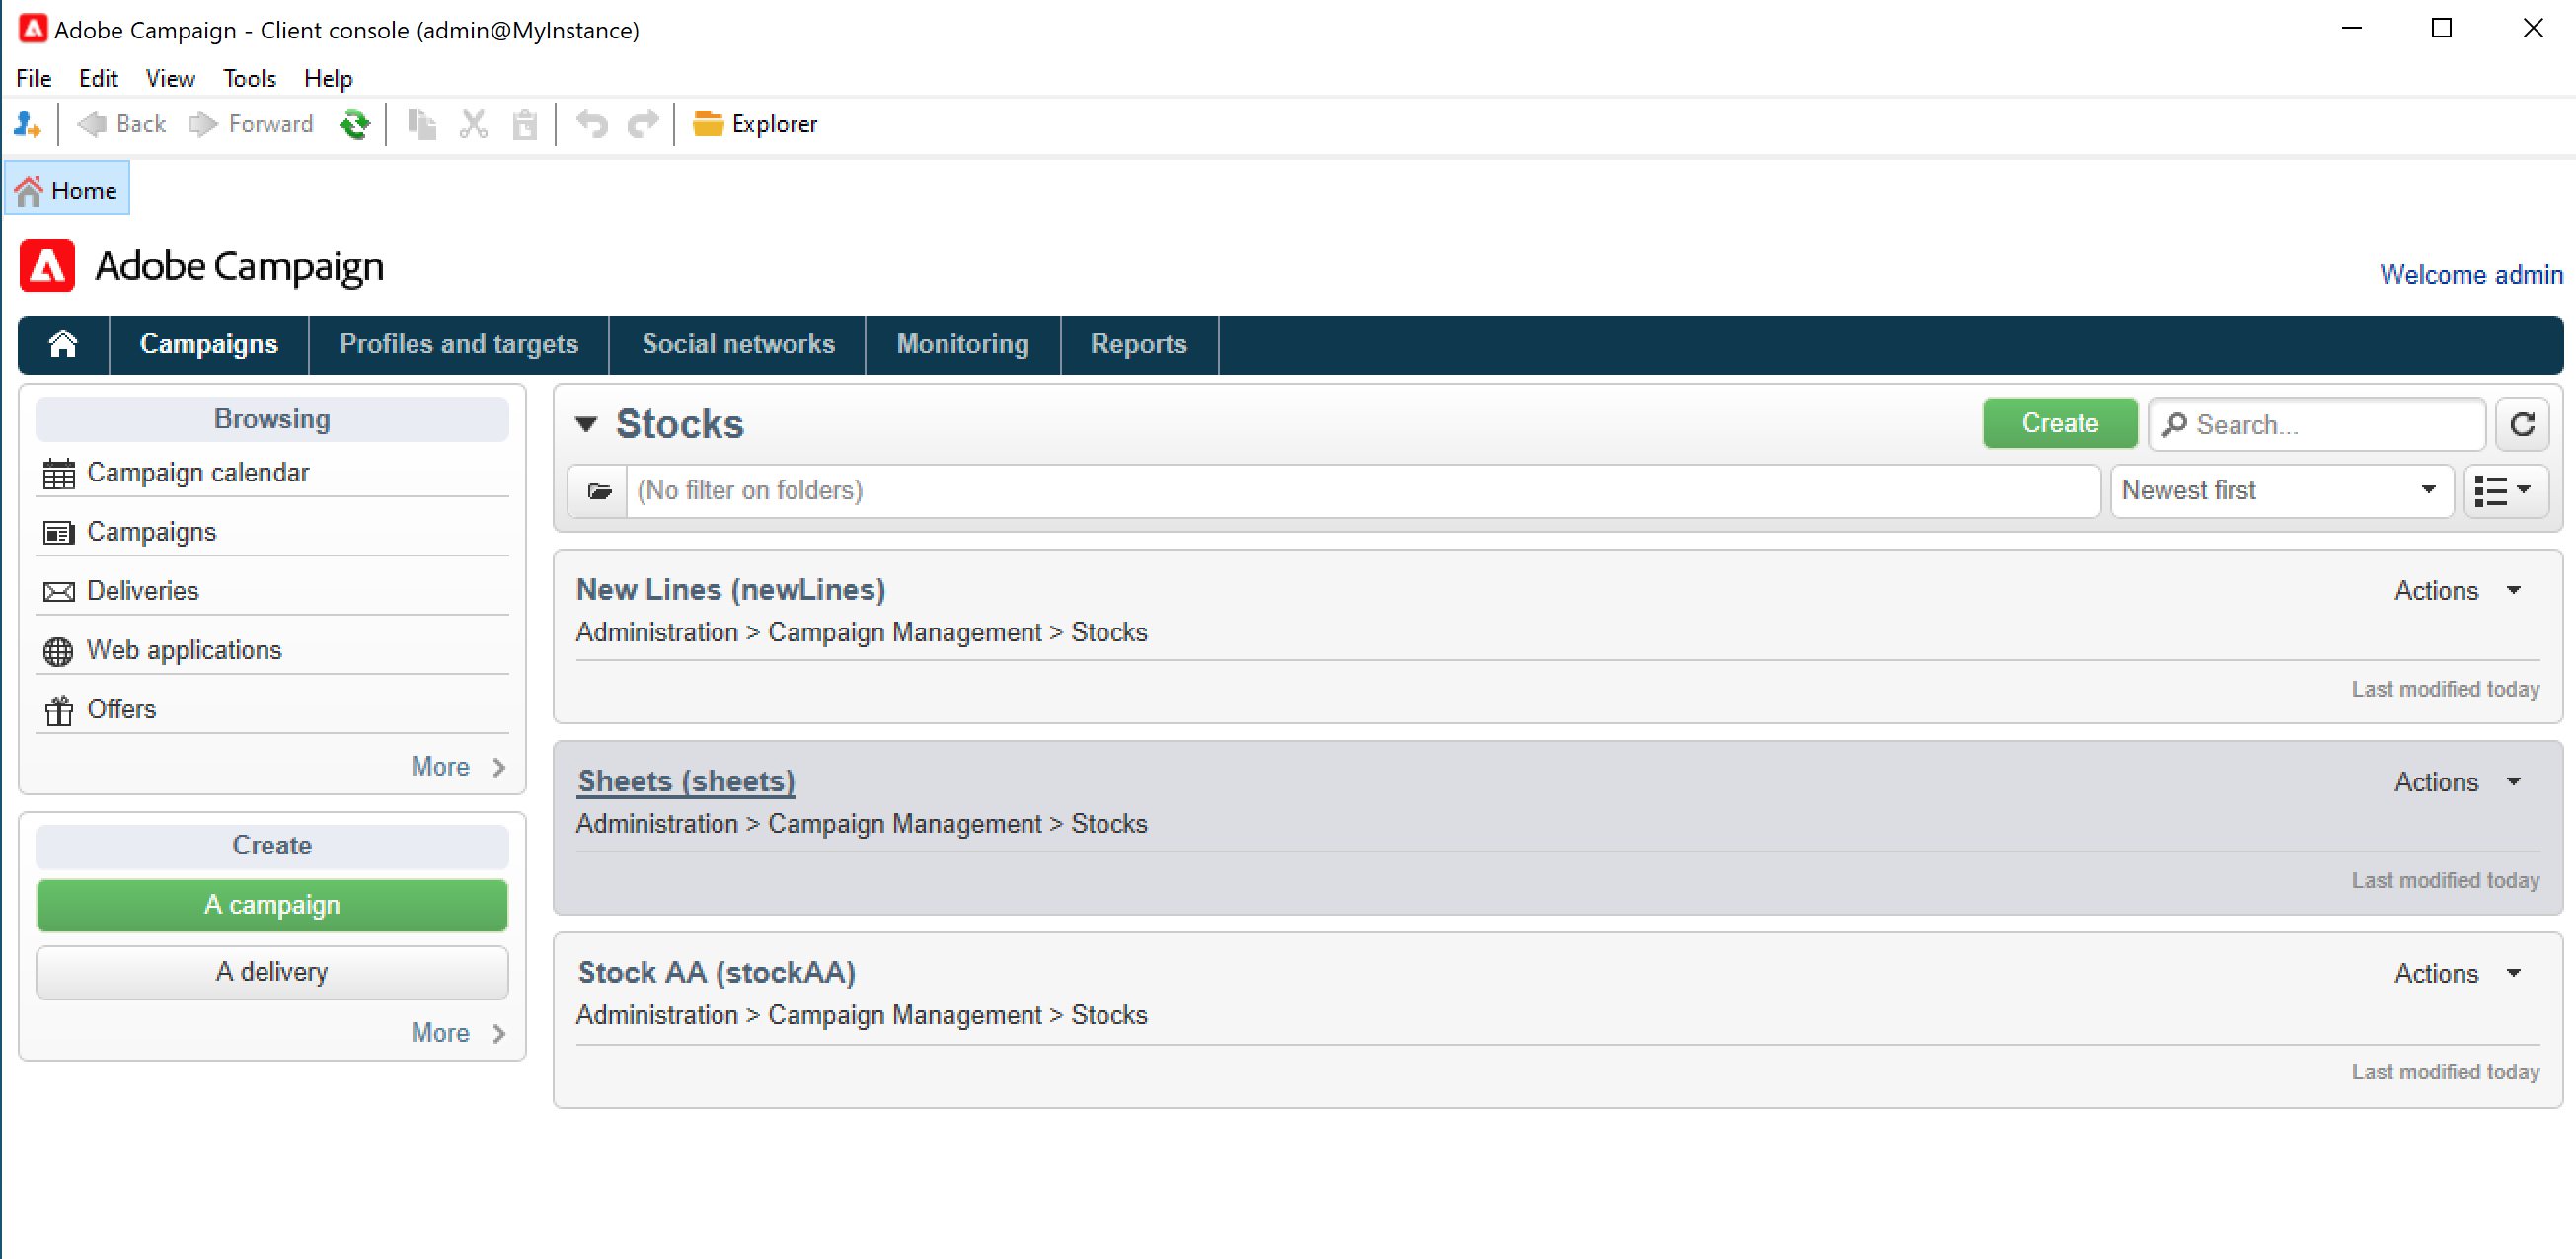 Adobe Campaign - Client console (admin@MyInstance)
File Edit View Tools Help
Back Forward Explorer
Home
Adobe Campaign
Welcome admin
Campaigns Profiles and targets Social networks Monitoring Reports
Browsing
Campaign calendar
Campaigns
Deliveries
Web applications
Offers
More
Create
A campaign
A delivery
More
Stocks
Create
Search...
(No filter on folders)
Newest first
New Lines (newLines)
Actions
Administration > Campaign Management > Stocks
Last modified today
Sheets (sheets)
Actions
Administration > Campaign Management > Stocks
Last modified today
Stock AA (stockAA)
Actions
Administration > Campaign Management > Stocks
Last modified today